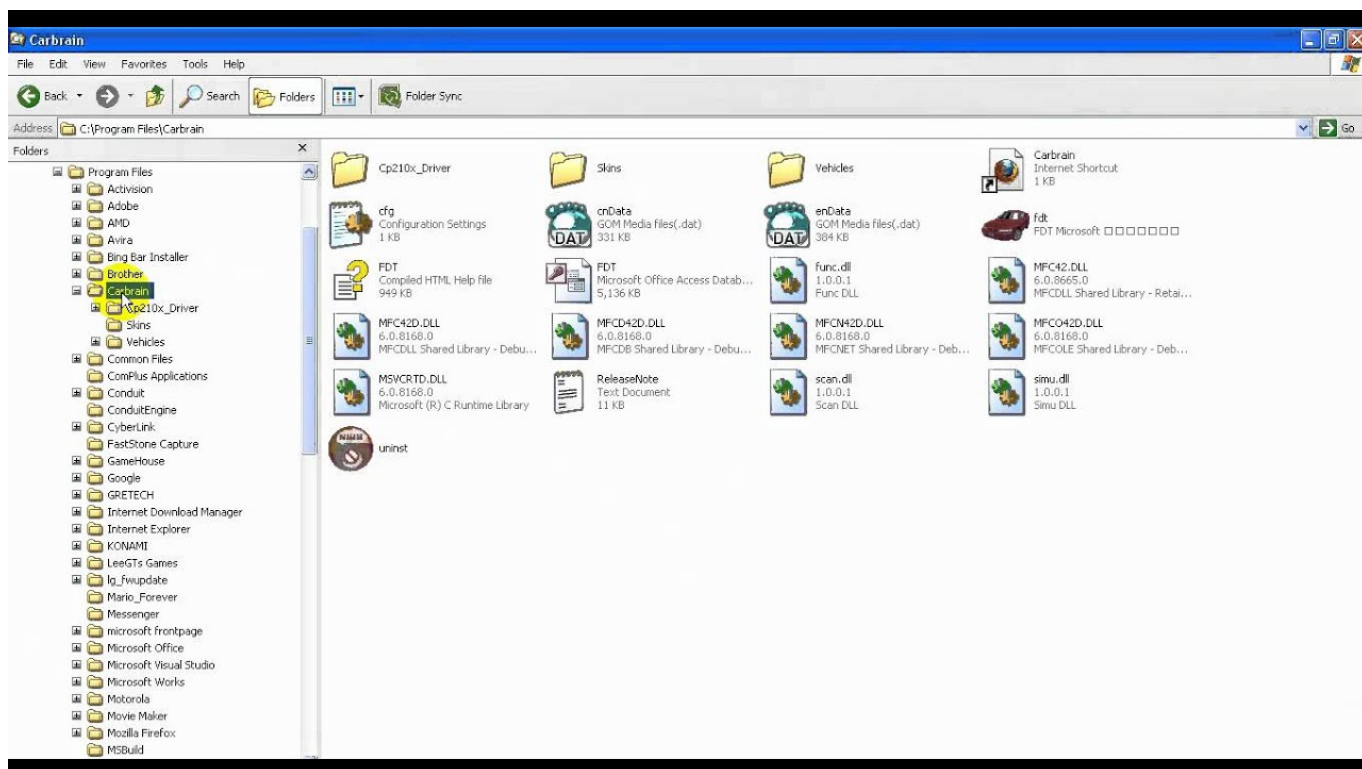 Carbrain
File Edit View Favorites Tools Help
Back Search Folders Folder Sync
Address C:\Program Files\Carbrain Go
Folders
Program Files
Activision
Adobe
AMD
Avira
Bing Bar Installer
Brother
Carbrain
Cp210x_Driver
Skins
Vehicles
Common Files
ComPlus Applications
Conduit
ConduitEngine
CyberLink
FastStone Capture
GameHouse
Google
GRETECH
Internet Download Manager
Internet Explorer
KONAMI
LeeGTs Games
lg_fwupdate
Mario_Forever
Messenger
microsoft frontpage
Microsoft Office
Microsoft Visual Studio
Microsoft Works
Motorola
Movie Maker
Mozilla Firefox
MSBuild
Cp210x_Driver
Skins
Vehicles
Carbrain
Internet Shortcut
1 KB
cfg
Configuration Settings
1 KB
cnData
GOM Media files(.dat)
331 KB
enData
GOM Media files(.dat)
384 KB
fdt
FDT Microsoft □□□□□□□
FDT
Compiled HTML Help file
949 KB
FDT
Microsoft Office Access Datab...
5,136 KB
func.dll
1.0.0.1
Func DLL
MFC42.DLL
6.0.8665.0
MFCDLL Shared Library - Retai...
MFC42D.DLL
6.0.8168.0
MFCDLL Shared Library - Debu...
MFCD42D.DLL
6.0.8168.0
MFCDB Shared Library - Debu...
MFCN42D.DLL
6.0.8168.0
MFCNET Shared Library - Deb...
MFCO42D.DLL
6.0.8168.0
MFCOLE Shared Library - Deb...
MSVCRTD.DLL
6.0.8168.0
Microsoft (R) C Runtime Library
ReleaseNote
Text Document
11 KB
scan.dll
1.0.0.1
Scan DLL
simu.dll
1.0.0.1
Simu DLL
uninst